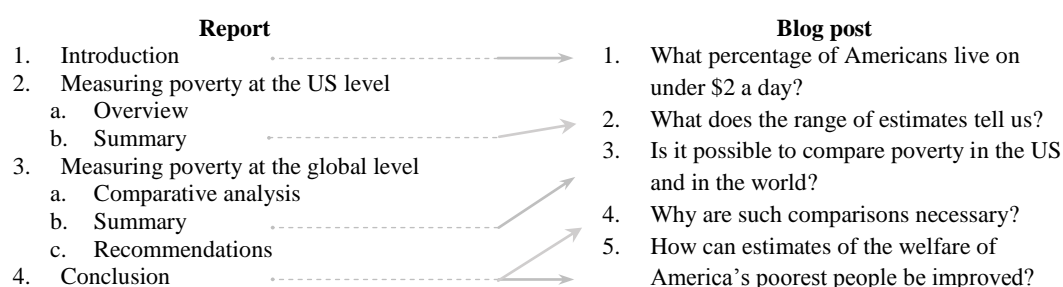 Report
1. Introduction
2. Measuring poverty at the US level
a. Overview
b. Summary
3. Measuring poverty at the global level
a. Comparative analysis
b. Summary
c. Recommendations
4. Conclusion
Blog post
1. What percentage of Americans live on
under $2 a day?
2. What does the range of estimates tell us?
3. Is it possible to compare poverty in the US
and in the world?
4. Why are such comparisons necessary?
5. How can estimates of the welfare of
America’s poorest people be improved?